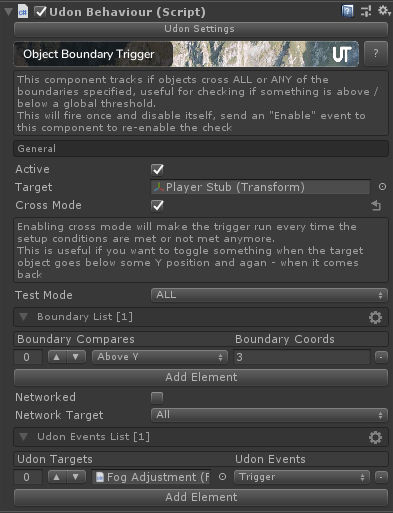 Udon Behaviour (Script)
Udon Settings
Object Boundary Trigger
UT
?
This component tracks if objects cross ALL or ANY of the
boundaries specified, useful for checking if something is above /
below a global threshold.
This will fire once and disable itself, send an "Enable" event to
this component to re-enable the check
General
Active
Target Player Stub (Transform)
Cross Mode
Enabling cross mode will make the trigger run every time the
setup conditions are met or not met anymore.
This is useful if you want to toggle something when the target
object goes below some Y position and agan - when it comes
back
Test Mode ALL
Boundary List [1]
Boundary Compares Boundary Coords
0 Above Y 3 -
Add Element
Networked
Network Target All
Udon Events List [1]
Udon Targets Udon Events
0 Fog Adjustment (F Trigger -
Add Element